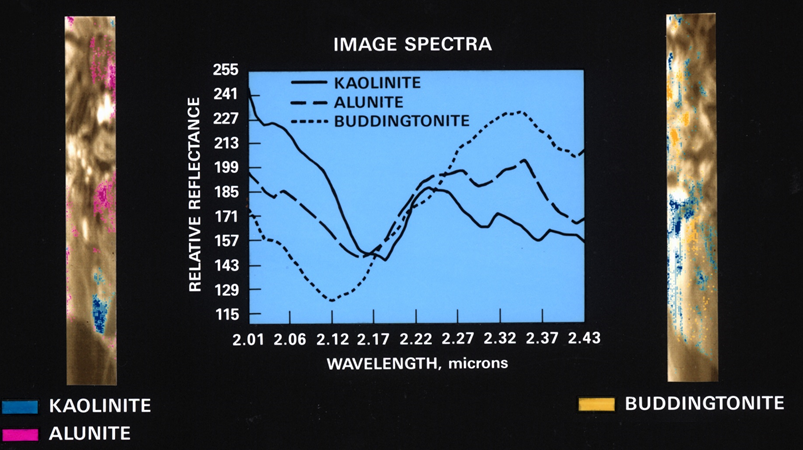 IMAGE SPECTRA
KAOLINITE
ALUNITE
BUDDINGTONITE
RELATIVE REFLECTANCE
255
241
227
213
199
185
171
157
143
129
115
2.01 2.06 2.12 2.17 2.22 2.27 2.32 2.37 2.43
WAVELENGTH, microns
KAOLINITE
ALUNITE
BUDDINGTONITE